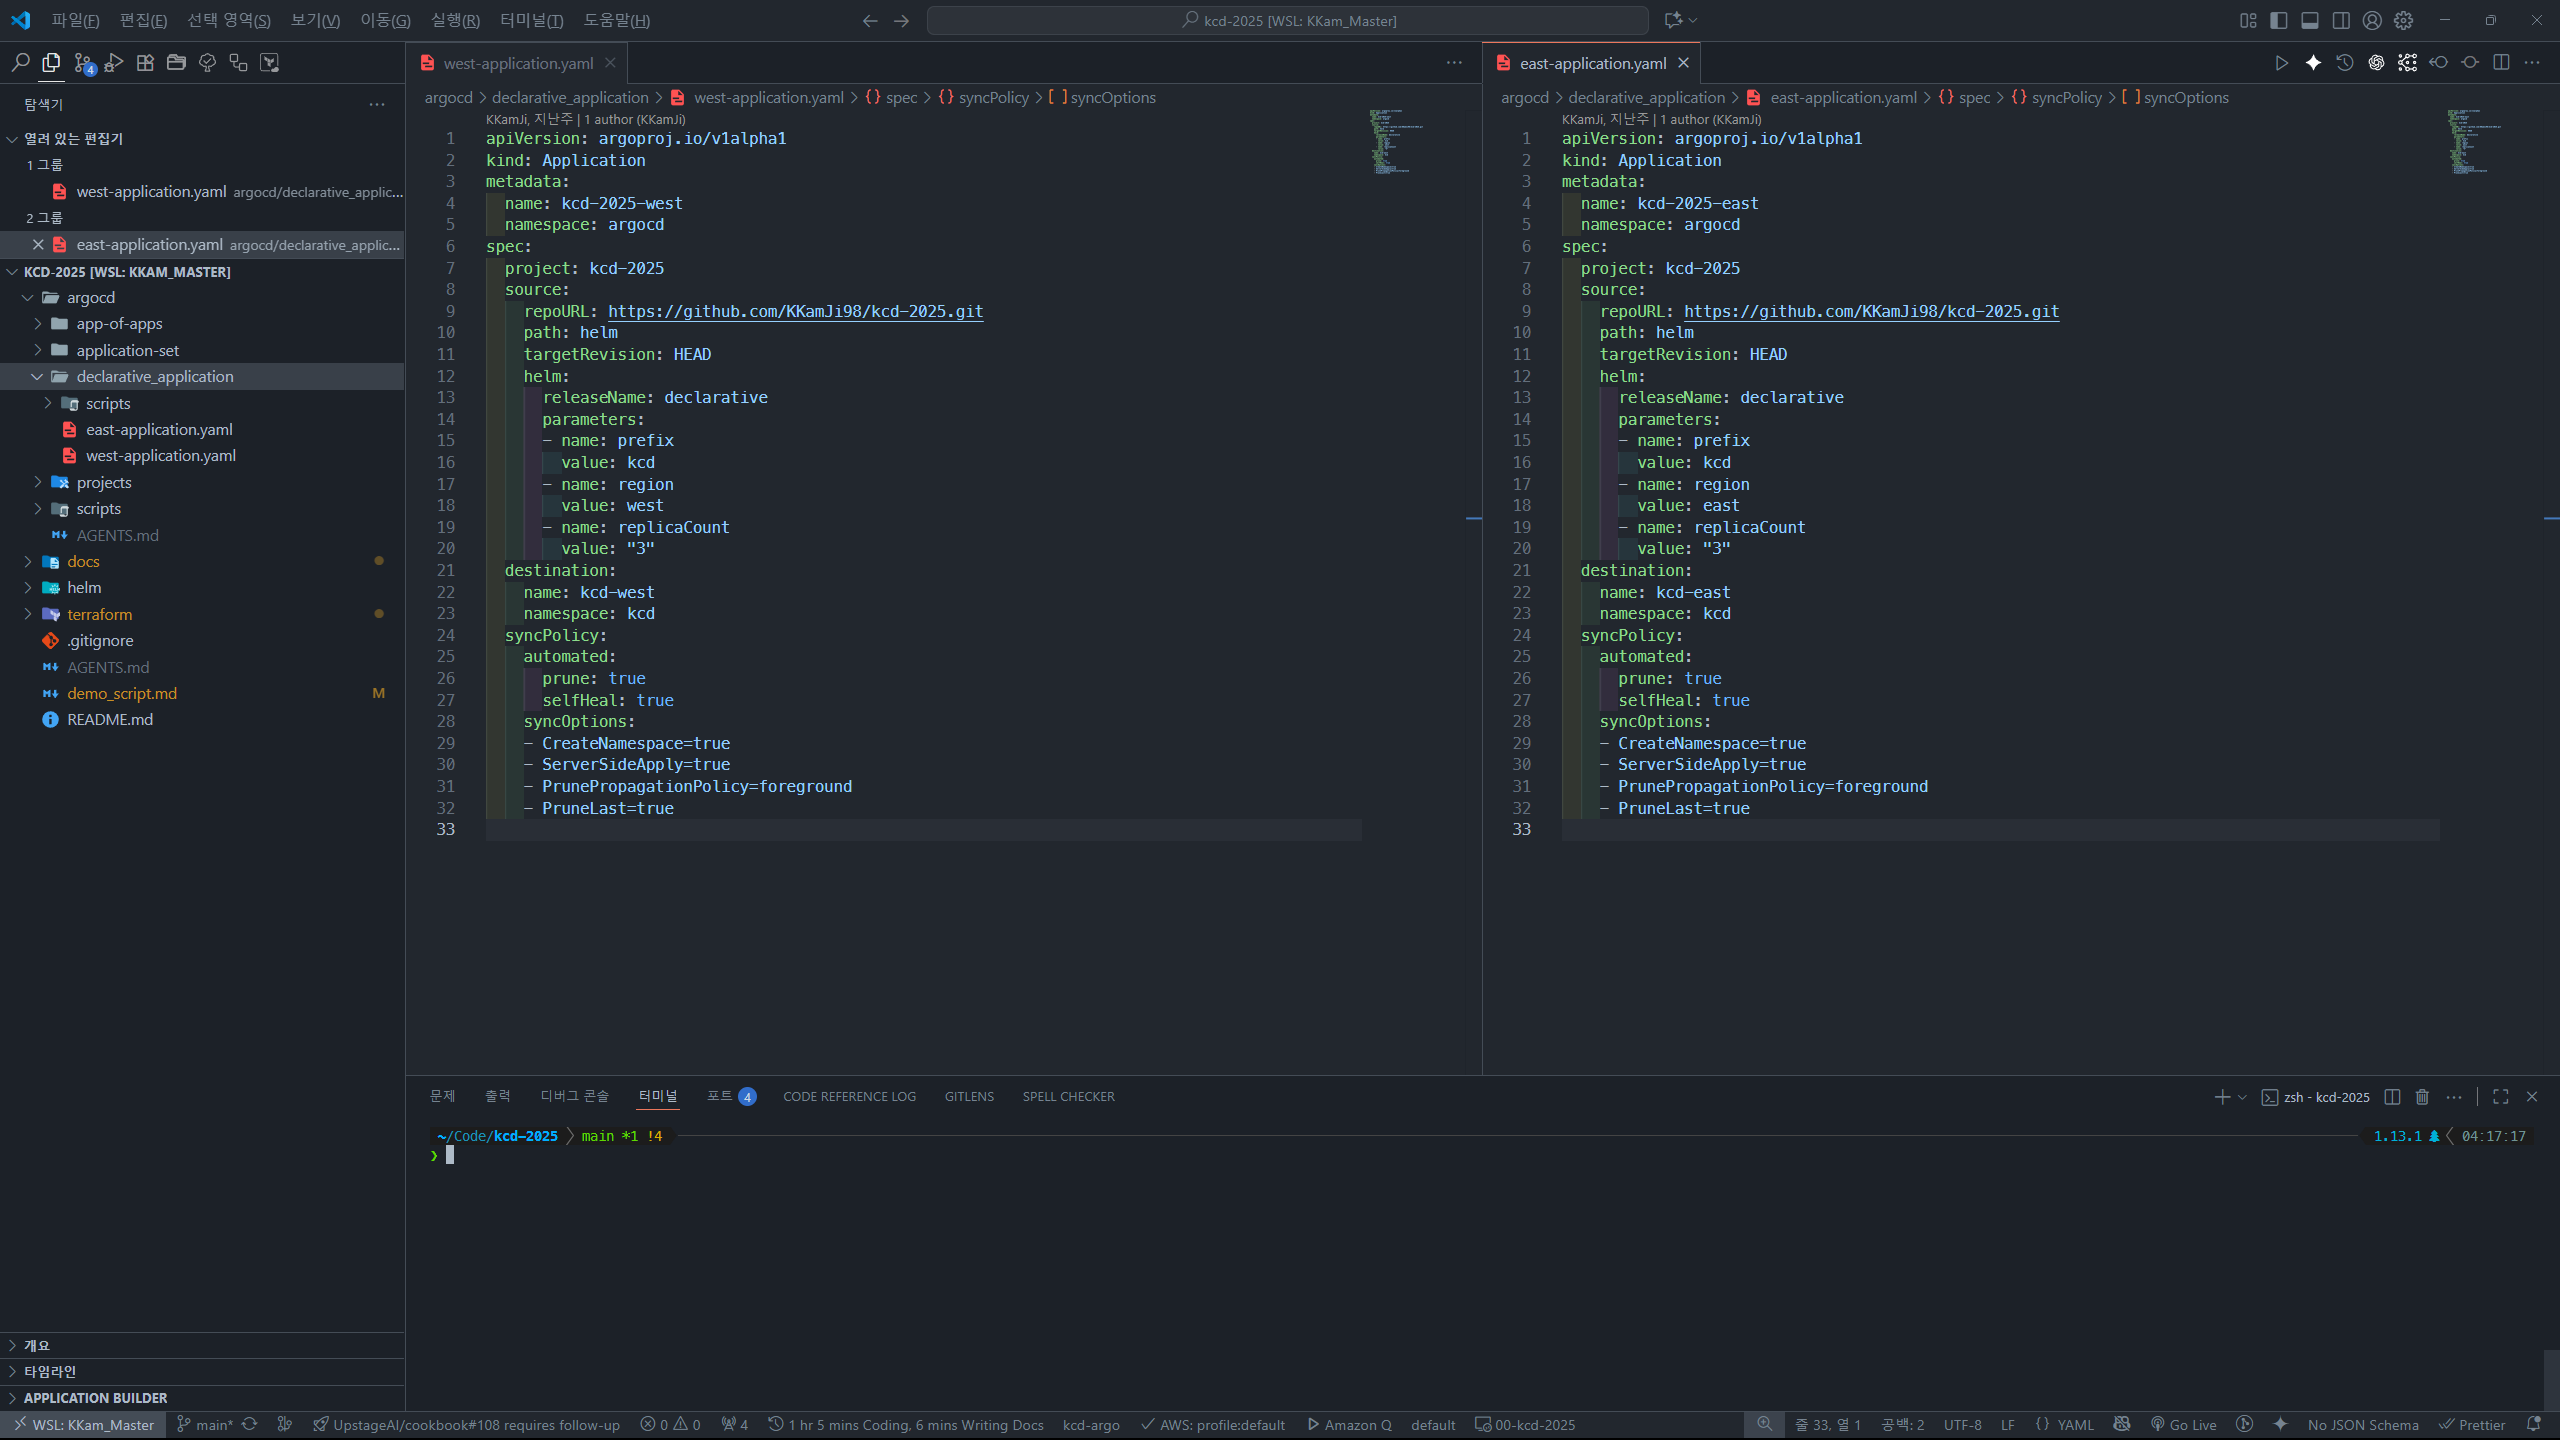 파일(F) 편집(E) 선택 영역(S) 보기(V) 이동(G) 실행(R) 터미널(T) 도움말(H)
kcd-2025 [WSL: KKam_Master]
4
탐색기
열려 있는 편집기
1 그룹
west-application.yaml argocd/declarative_applic...
2 그룹
east-application.yaml argocd/declarative_applic...
KCD-2025 [WSL: KKAM_MASTER]
argocd
app-of-apps
application-set
declarative_application
scripts
east-application.yaml
west-application.yaml
projects
scripts
AGENTS.md
docs
helm
terraform
.gitignore
AGENTS.md
demo_script.md M
README.md
개요
타임라인
APPLICATION BUILDER
west-application.yaml
argocd > declarative_application > west-application.yaml > {} spec > {} syncPolicy > [ ] syncOptions
KKamJi, 지난주 | 1 author (KKamJi)
1 apiVersion: argoproj.io/v1alpha1
2 kind: Application
3 metadata:
4 name: kcd-2025-west
5 namespace: argocd
6 spec:
7 project: kcd-2025
8 source:
9 repoURL: https://github.com/KKamJi98/kcd-2025.git
10 path: helm
11 targetRevision: HEAD
12 helm:
13 releaseName: declarative
14 parameters:
15 - name: prefix
16 value: kcd
17 - name: region
18 value: west
19 - name: replicaCount
20 value: "3"
21 destination:
22 name: kcd-west
23 namespace: kcd
24 syncPolicy:
25 automated:
26 prune: true
27 selfHeal: true
28 syncOptions:
29 - CreateNamespace=true
30 - ServerSideApply=true
31 - PrunePropagationPolicy=foreground
32 - PruneLast=true
33
east-application.yaml
argocd > declarative_application > east-application.yaml > {} spec > {} syncPolicy > [ ] syncOptions
KKamJi, 지난주 | 1 author (KKamJi)
1 apiVersion: argoproj.io/v1alpha1
2 kind: Application
3 metadata:
4 name: kcd-2025-east
5 namespace: argocd
6 spec:
7 project: kcd-2025
8 source:
9 repoURL: https://github.com/KKamJi98/kcd-2025.git
10 path: helm
11 targetRevision: HEAD
12 helm:
13 releaseName: declarative
14 parameters:
15 - name: prefix
16 value: kcd
17 - name: region
18 value: east
19 - name: replicaCount
20 value: "3"
21 destination:
22 name: kcd-east
23 namespace: kcd
24 syncPolicy:
25 automated:
26 prune: true
27 selfHeal: true
28 syncOptions:
29 - CreateNamespace=true
30 - ServerSideApply=true
31 - PrunePropagationPolicy=foreground
32 - PruneLast=true
33
문제 출력 디버그 콘솔 터미널 포트 4 CODE REFERENCE LOG GITLENS SPELL CHECKER
zsh - kcd-2025
~/Code/kcd-2025 > main *1 !4
1.13.1 04:17:17
❯
WSL: KKam_Master main* UpstageAI/cookbook#108 requires follow-up 0 0 4 1 hr 5 mins Coding, 6 mins Writing Docs kcd-argo AWS: profile:default Amazon Q default 00-kcd-2025
줄 33, 열 1 공백: 2 UTF-8 LF {} YAML Go Live No JSON Schema Prettier